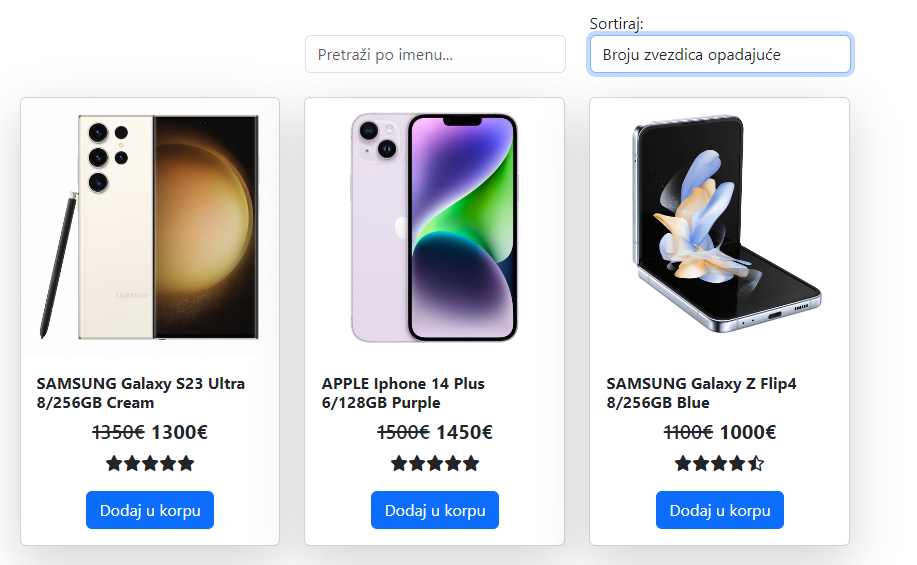 Sortiraj:
Pretraži po imenu...
Broju zvezdica opadajuće
SAMSUNG
SAMSUNG Galaxy S23 Ultra
8/256GB Cream
1350€ 1300€
Dodaj u korpu
APPLE Iphone 14 Plus
6/128GB Purple
1500€ 1450€
Dodaj u korpu
SAMSUNG Galaxy Z Flip4
8/256GB Blue
1100€ 1000€
Dodaj u korpu